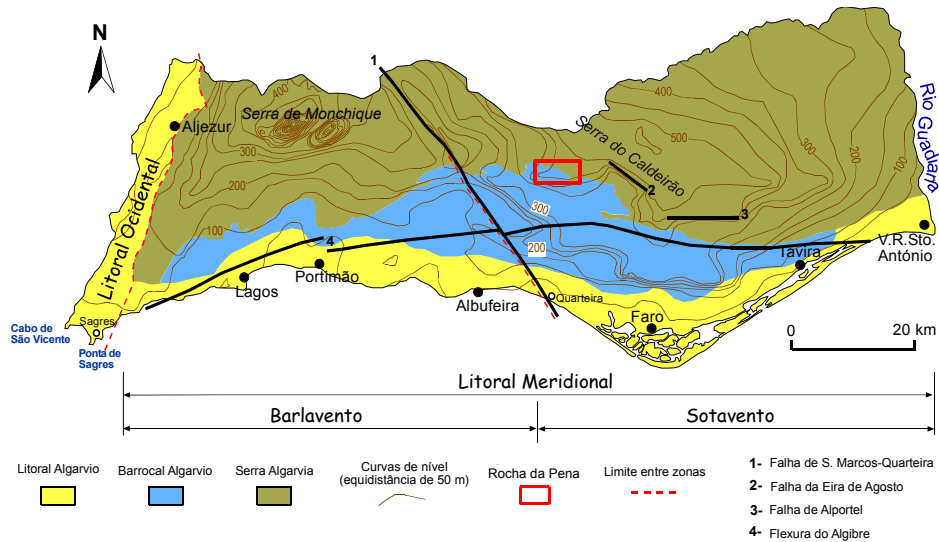 N
1
400
Serra de Monchique
Aljezur
300
200
100
Litoral Ocidental
Serra do Caldeirão
400
500
300
200
100
Rio Guadiana
2
3
300
200
4
Portimão
Lagos
Albufeira
Quarteira
Faro
Tavira
V.R.Sto.
António
Sagres
Cabo de
São Vicente
Ponta de
Sagres
0 20 km
Litoral Meridional
Barlavento Sotavento
Litoral Algarvio
Barrocal Algarvio
Serra Algarvia
Curvas de nível
(equidistância de 50 m)
Rocha da Pena
Limite entre zonas
1- Falha de S. Marcos-Quarteira
2- Falha da Eira de Agosto
3- Falha de Alportel
4- Flexura do Algibre